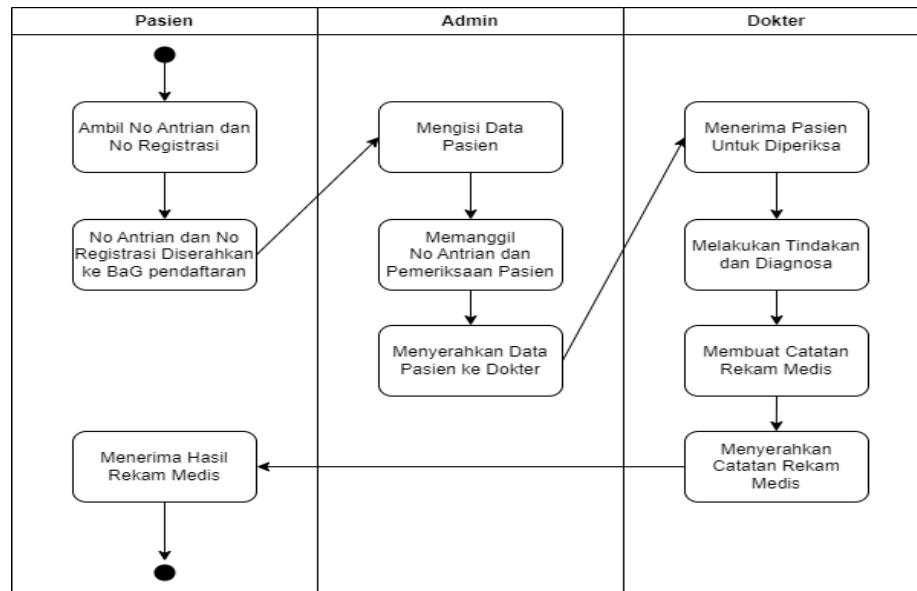 Pasien
Admin
Dokter
Ambil No Antrian dan
No Registrasi
No Antrian dan No
Registrasi Diserahkan
ke BaG pendaftaran
Mengisi Data
Pasien
Memanggil
No Antrian dan
Pemeriksaan Pasien
Menyerahkan Data
Pasien ke Dokter
Menerima Pasien
Untuk Diperiksa
Melakukan Tindakan
dan Diagnosa
Membuat Catatan
Rekam Medis
Menyerahkan
Catatan Rekam
Medis
Menerima Hasil
Rekam Medis